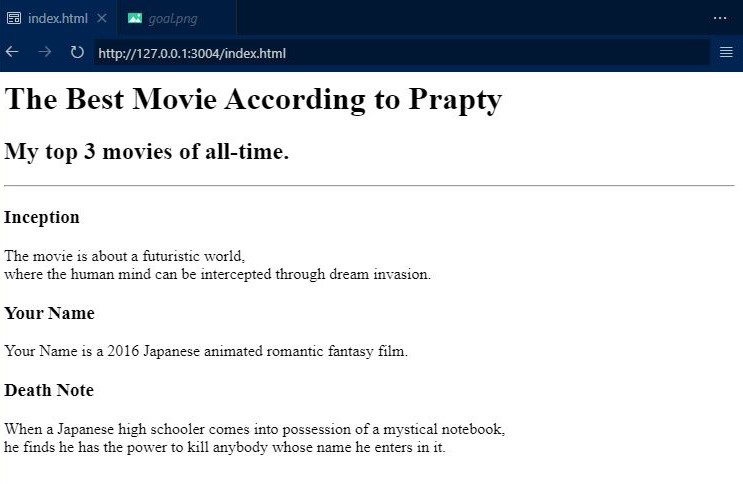 index.html
goal.png
http://127.0.0.1:3004/index.html
The Best Movie According to Prapty
My top 3 movies of all-time.
Inception
The movie is about a futuristic world,
where the human mind can be intercepted through dream invasion.
Your Name
Your Name is a 2016 Japanese animated romantic fantasy film.
Death Note
When a Japanese high schooler comes into possession of a mystical notebook,
he finds he has the power to kill anybody whose name he enters in it.